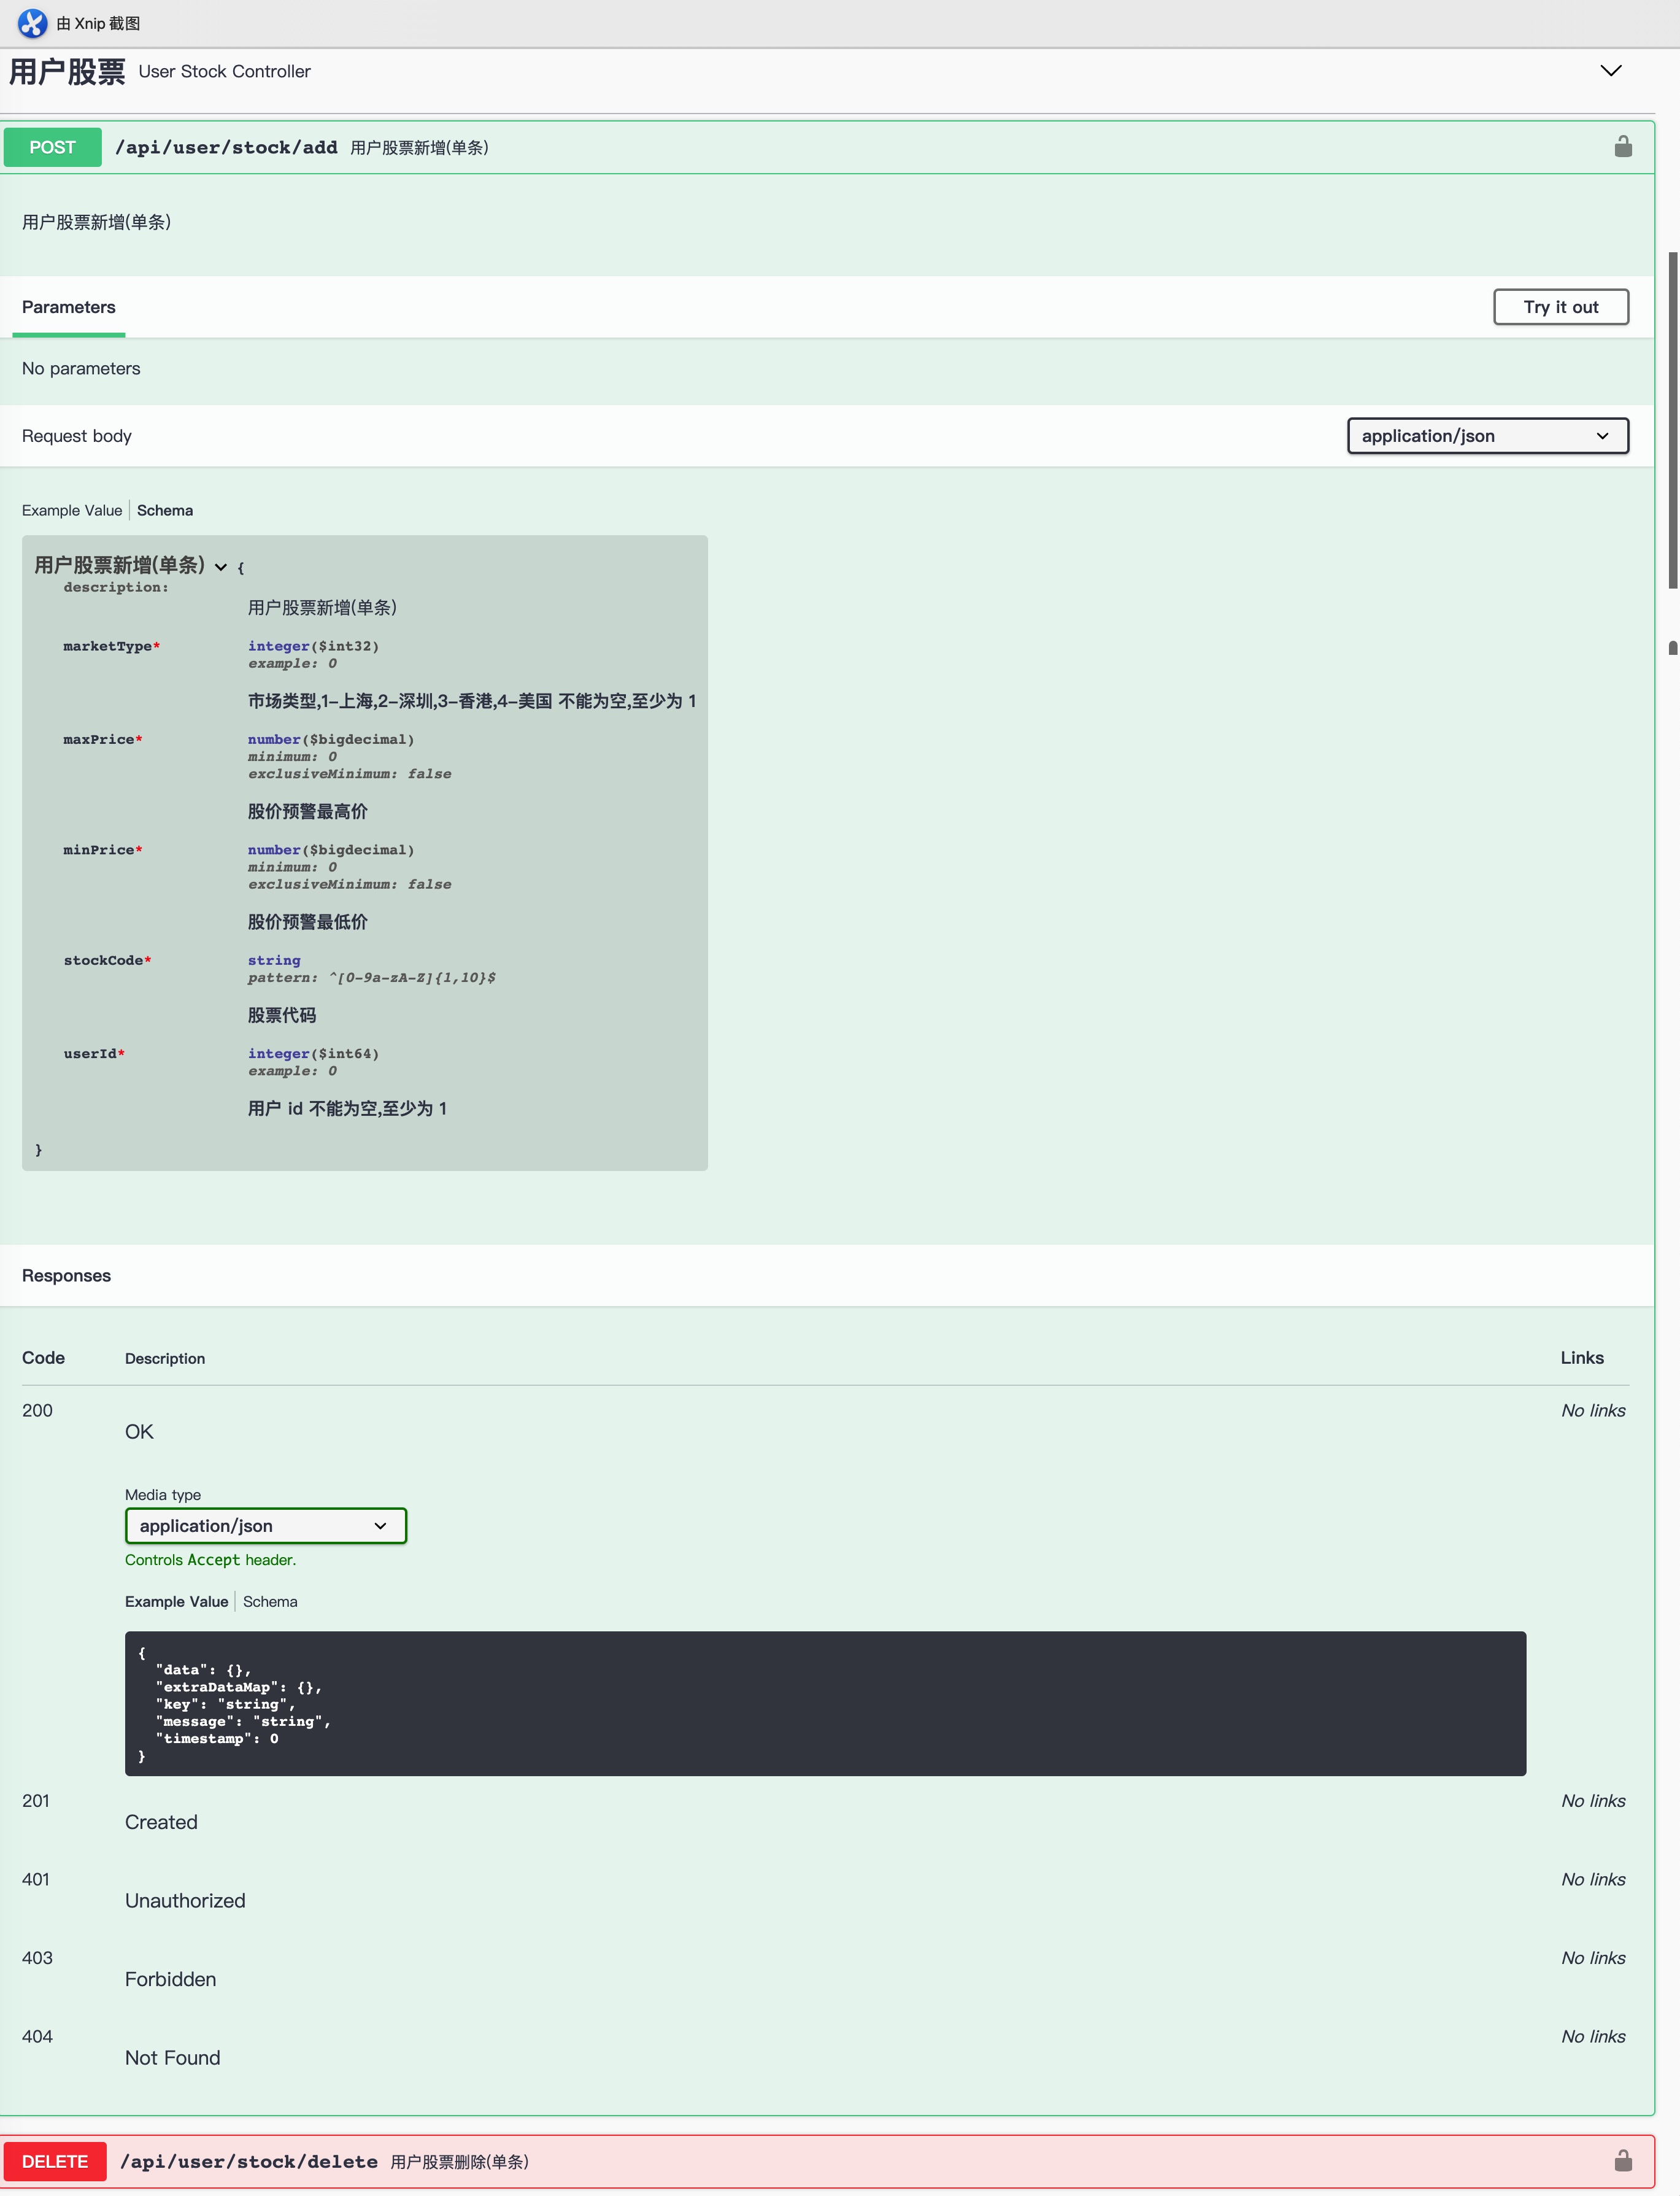 由 Xnip 截图
用户股票 User Stock Controller
POST /api/user/stock/add 用户股票新增(单条)
用户股票新增(单条)
Parameters Try it out
No parameters
Request body application/json
Example Value Schema
用户股票新增(单条) {
description:
用户股票新增(单条)
marketType* integer($int32)
example: 0
市场类型,1-上海,2-深圳,3-香港,4-美国 不能为空,至少为 1
maxPrice* number($bigdecimal)
minimum: 0
exclusiveMinimum: false
股价预警最高价
minPrice* number($bigdecimal)
minimum: 0
exclusiveMinimum: false
股价预警最低价
stockCode* string
pattern: ^[0-9a-zA-Z]{1,10}$
股票代码
userId* integer($int64)
example: 0
用户 id 不能为空,至少为 1
}
Responses
Code Description Links
200 No links
OK
Media type
application/json
Controls Accept header.
Example Value Schema
{
"data": {},
"extraDataMap": {},
"key": "string",
"message": "string",
"timestamp": 0
}
201 No links
Created
401 No links
Unauthorized
403 No links
Forbidden
404 No links
Not Found
DELETE /api/user/stock/delete 用户股票删除(单条)